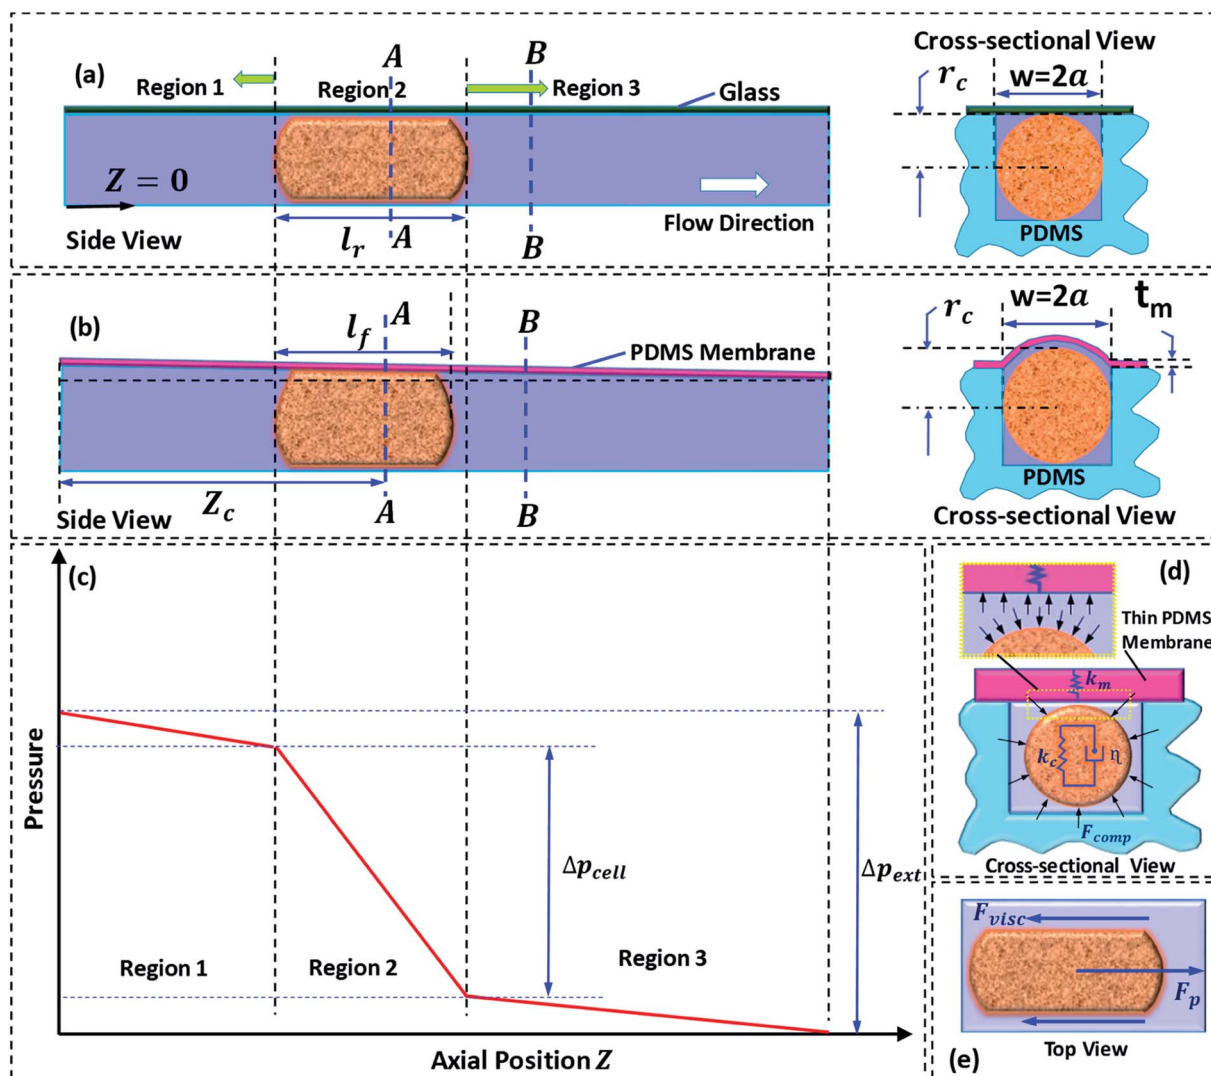 (a)
Region 1
A
Region 2
B
Region 3
Glass
Z = 0
Flow Direction
Side View
l_r
A
B
Cross-sectional View
r_c
w=2a
PDMS
(b)
l_f
A
B
PDMS Membrane
Z_c
A
B
Side View
r_c
w=2a
t_m
PDMS
Cross-sectional View
(c)
Pressure
Δp_cell
Δp_ext
Region 1
Region 2
Region 3
Axial Position Z
(d)
Thin PDMS
Membrane
k_m
k_c
η
F_comp
Cross-sectional View
F_visc
F_p
(e)
Top View